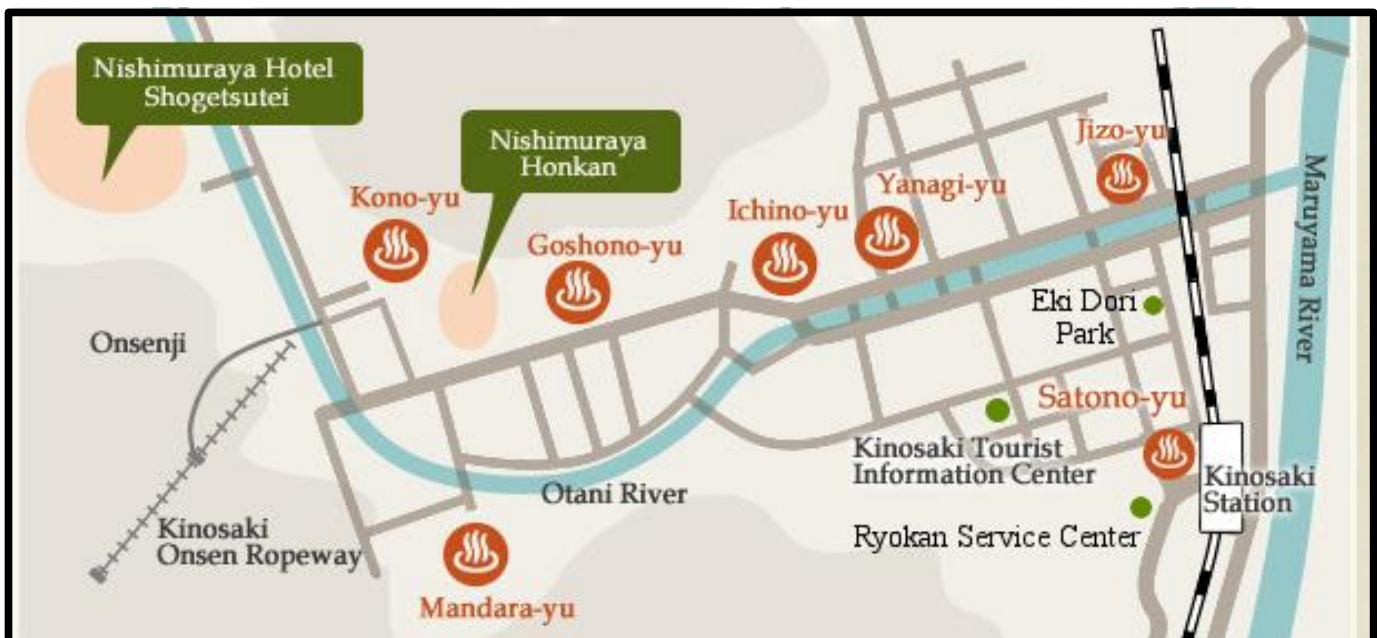 Nishimuraya Hotel
Shogetsutei
Nishimuraya
Honkan
Jizo-yu
Kono-yu
Yanagi-yu
Ichino-yu
Goshono-yu
Maruyama River
Eki Dori
Park
Onsenji
Satono-yu
Kinosaki Tourist
Information Center
Kinosaki
Station
Otani River
Kinosaki
Onsen Ropeway
Ryokan Service Center
Mandara-yu